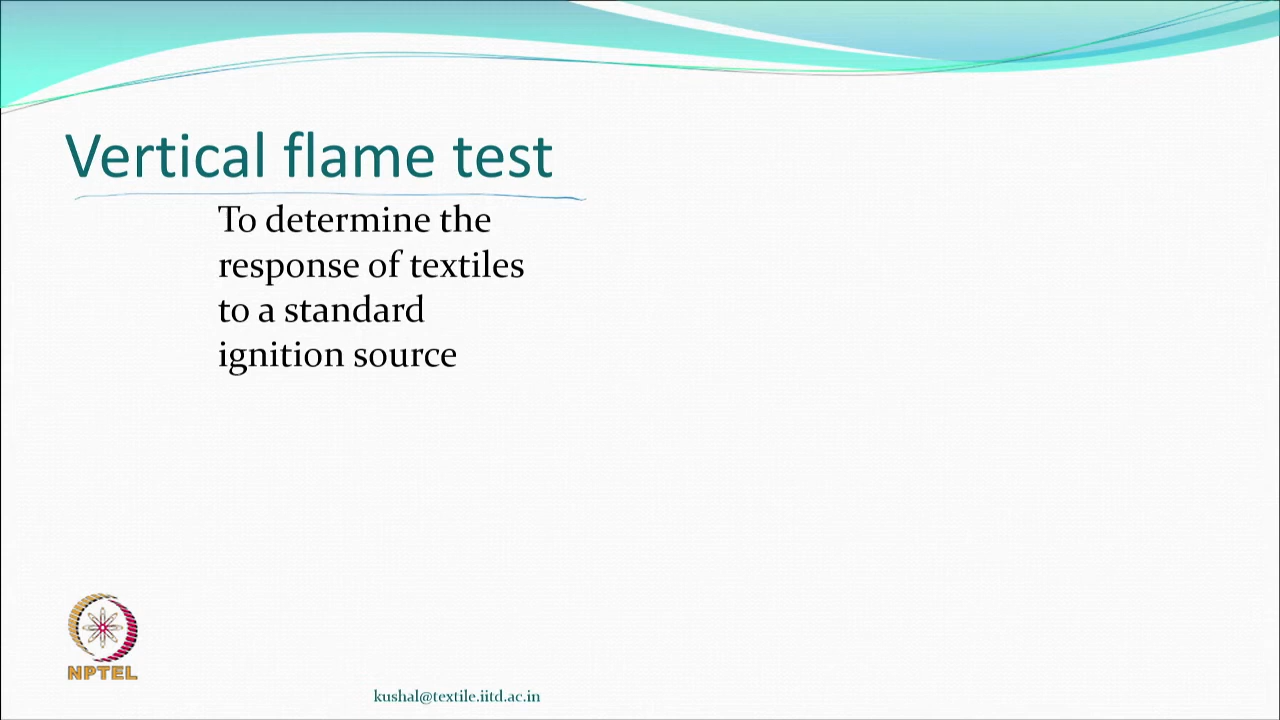 Vertical flame test
To determine the
response of textiles
to a standard
ignition source
NPTEL
kushal@textile.iitd.ac.in